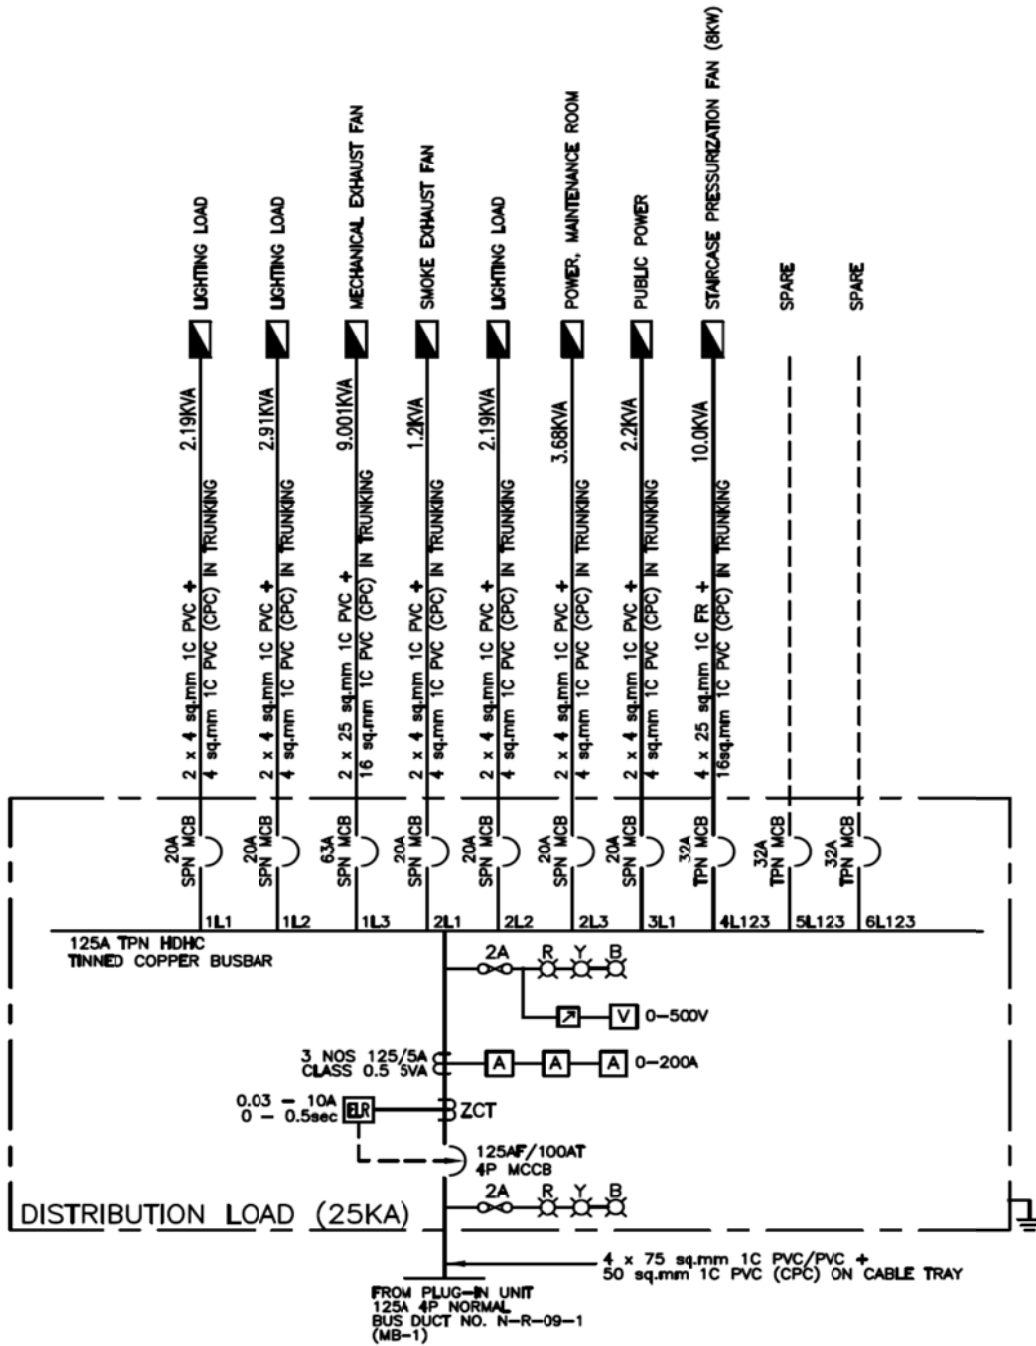 LIGHTING LOAD
LIGHTING LOAD
MECHANICAL EXHAUST FAN
SMOKE EXHAUST FAN
LIGHTING LOAD
POWER, MAINTENANCE ROOM
PUBLIC POWER
STAIRCASE PRESSURIZATION FAN (8KW)
SPARE
SPARE
2.19KVA
2.91KVA
9.001KVA
1.2KVA
2.19KVA
3.68KVA
2.2KVA
10.0KVA
2 x 4 sq.mm 1C PVC +
4 sq.mm 1C PVC (CPC) IN TRUNKING
2 x 4 sq.mm 1C PVC +
4 sq.mm 1C PVC (CPC) IN TRUNKING
2 x 25 sq.mm 1C PVC +
16 sq.mm 1C PVC (CPC) IN TRUNKING
2 x 4 sq.mm 1C PVC +
4 sq.mm 1C PVC (CPC) IN TRUNKING
2 x 4 sq.mm 1C PVC +
4 sq.mm 1C PVC (CPC) IN TRUNKING
2 x 4 sq.mm 1C PVC +
4 sq.mm 1C PVC (CPC) IN TRUNKING
2 x 4 sq.mm 1C PVC +
4 sq.mm 1C PVC (CPC) IN TRUNKING
4 x 25 sq.mm 1C FR +
16sq.mm 1C PVC (CPC) IN TRUNKING
20A
SPN MCB
20A
SPN MCB
63A
SPN MCB
20A
SPN MCB
20A
SPN MCB
20A
SPN MCB
20A
SPN MCB
32A
TPN MCB
32A
TPN MCB
32A
TPN MCB
1L1
1L2
1L3
2L1
2L2
2L3
3L1
4L123
5L123
6L123
125A TPN HDHC
TINNED COPPER BUSBAR
2A
R Y B
V
0-500V
3 NOS 125/5A
CLASS 0.5 5VA
A A A
0-200A
0.03 - 10A
0 - 0.5sec
ELR
ZCT
125AF/100AT
4P MCCB
2A
R Y B
DISTRIBUTION LOAD (25KA)
4 x 75 sq.mm 1C PVC/PVC +
50 sq.mm 1C PVC (CPC) ON CABLE TRAY
FROM PLUG-IN UNIT
125A 4P NORMAL
BUS DUCT NO. N-R-09-1
(MB-1)